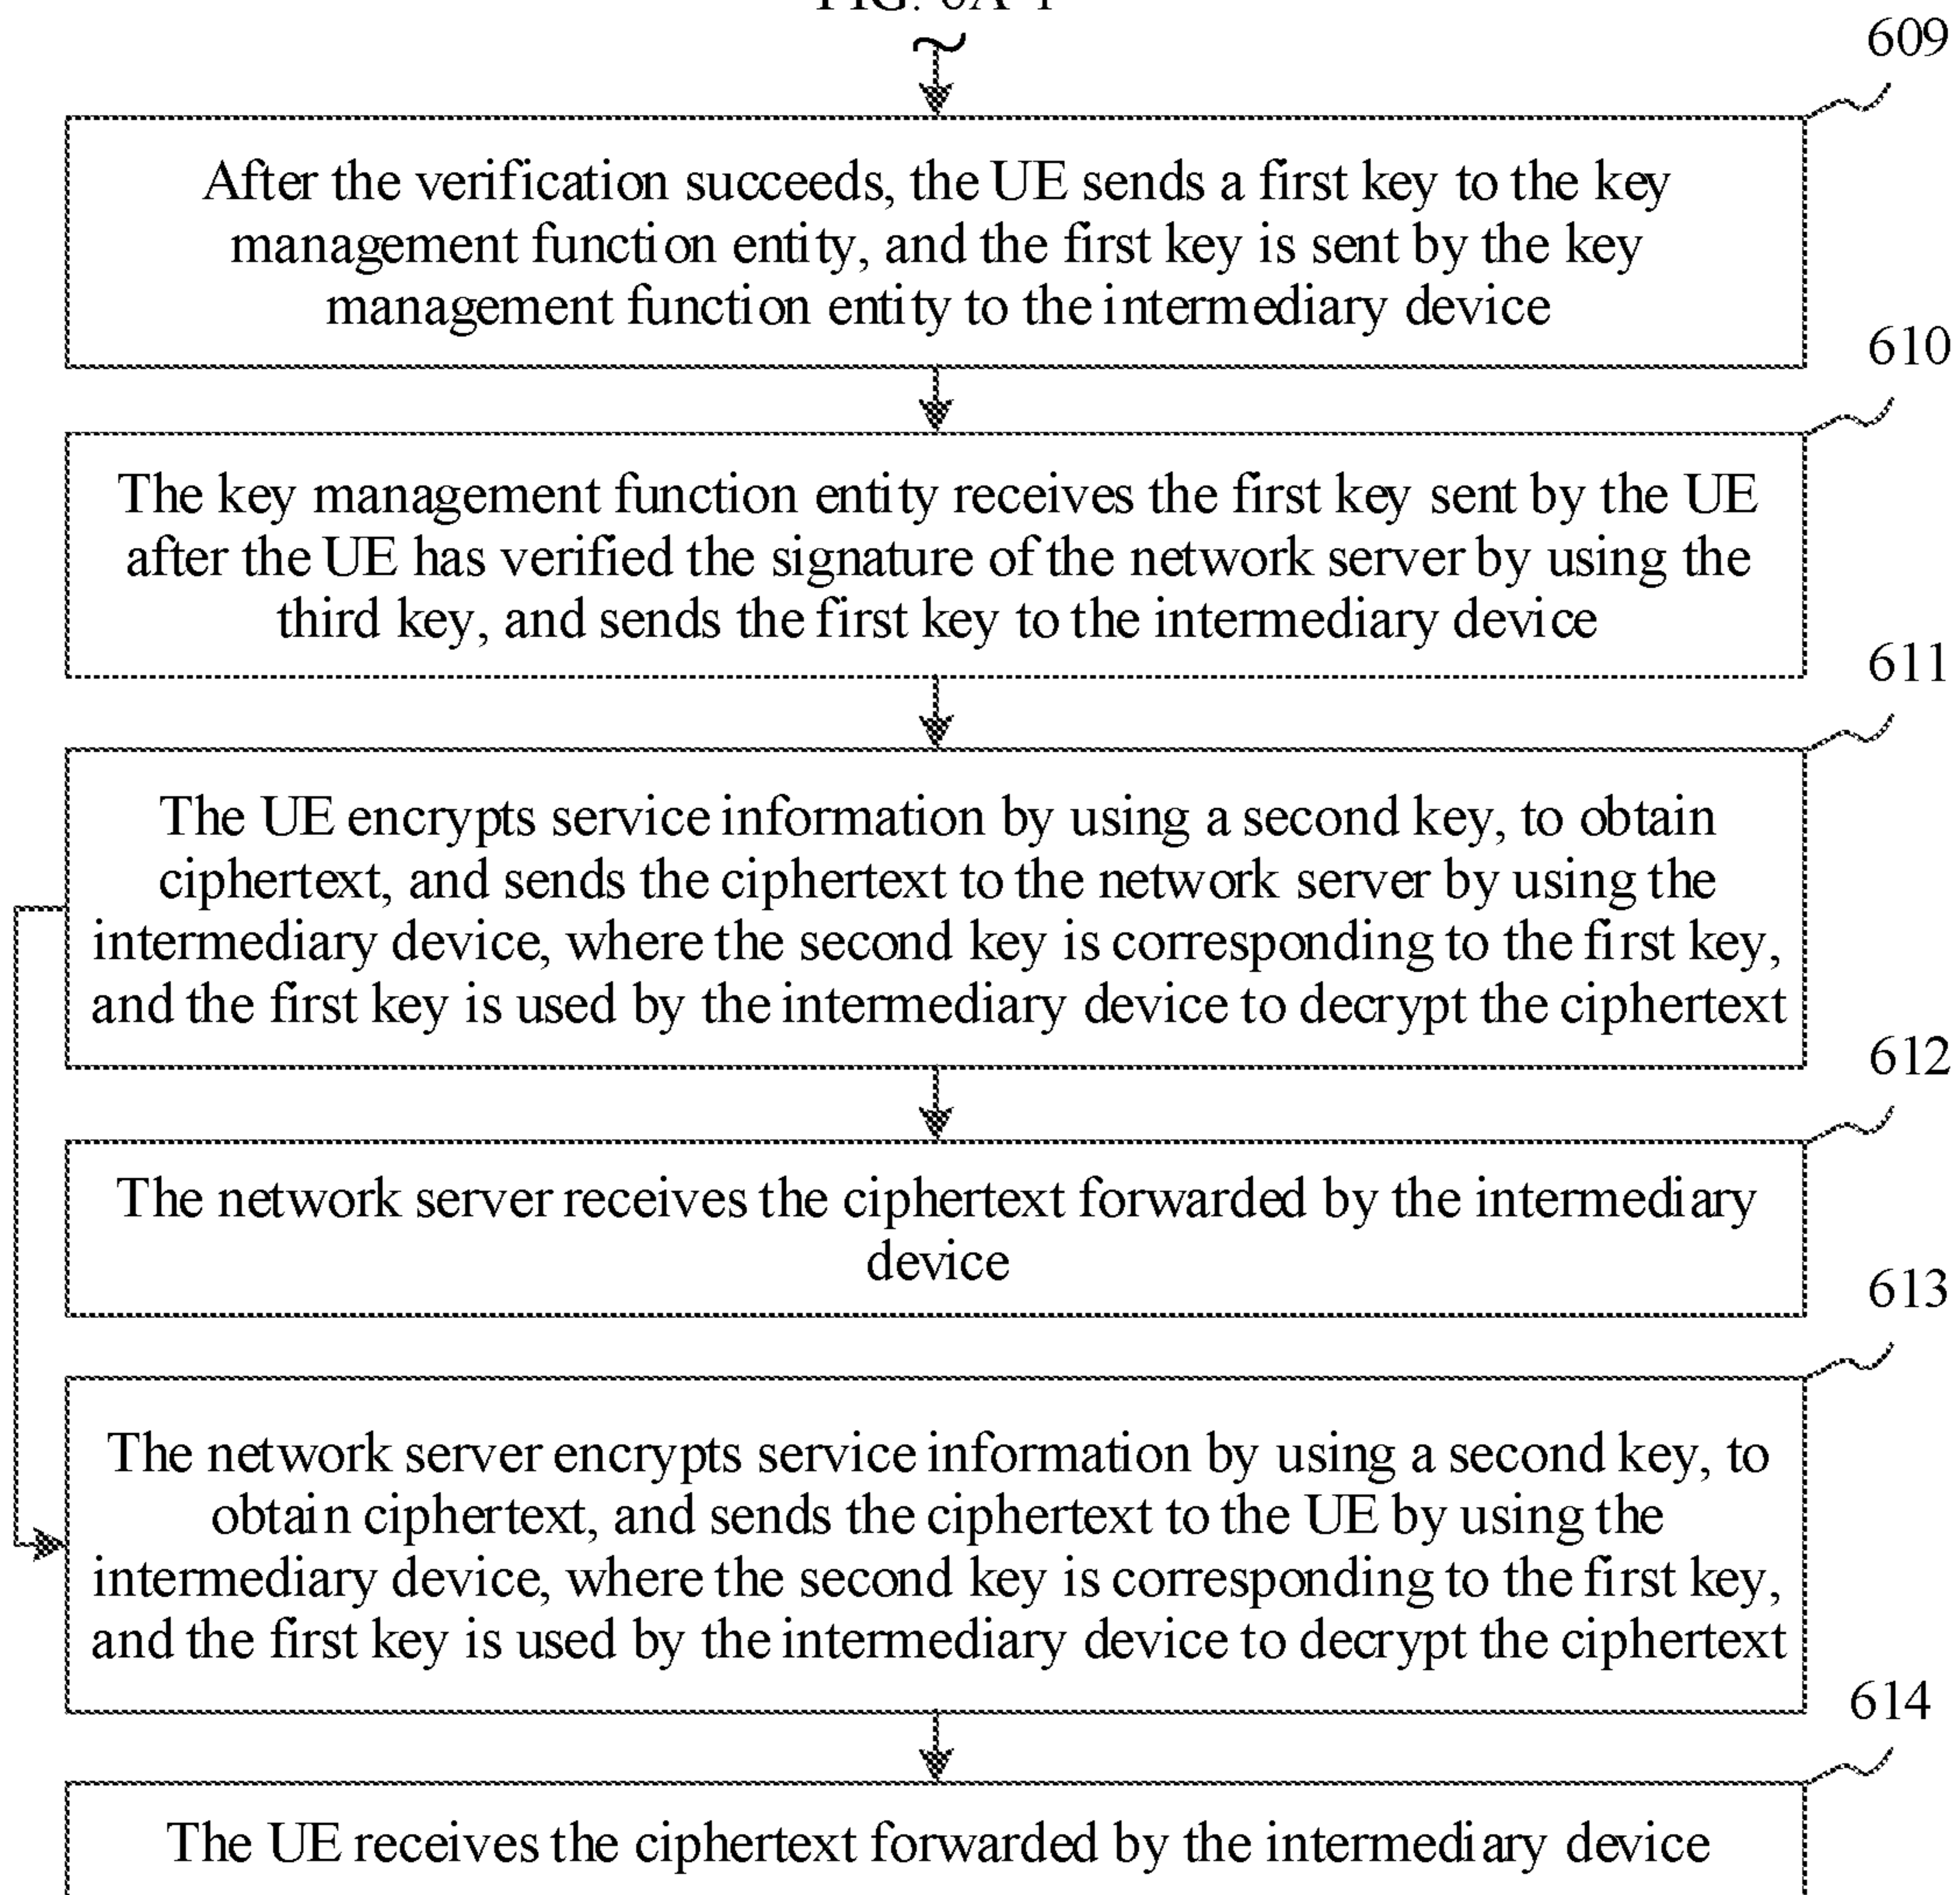 609
After the verification succeeds, the UE sends a first key to the key
management function entity, and the first key is sent by the key
management function entity to the intermediary device
610
The key management function entity receives the first key sent by the UE
after the UE has verified the signature of the network server by using the
third key, and sends the first key to the intermediary device
611
The UE encrypts service information by using a second key, to obtain
ciphertext, and sends the ciphertext to the network server by using the
intermediary device, where the second key is corresponding to the first key,
and the first key is used by the intermediary device to decrypt the ciphertext
612
The network server receives the ciphertext forwarded by the intermediary
device
613
The network server encrypts service information by using a second key, to
obtain ciphertext, and sends the ciphertext to the UE by using the
intermediary device, where the second key is corresponding to the first key,
and the first key is used by the intermediary device to decrypt the ciphertext
614
The UE receives the ciphertext forwarded by the intermediary device